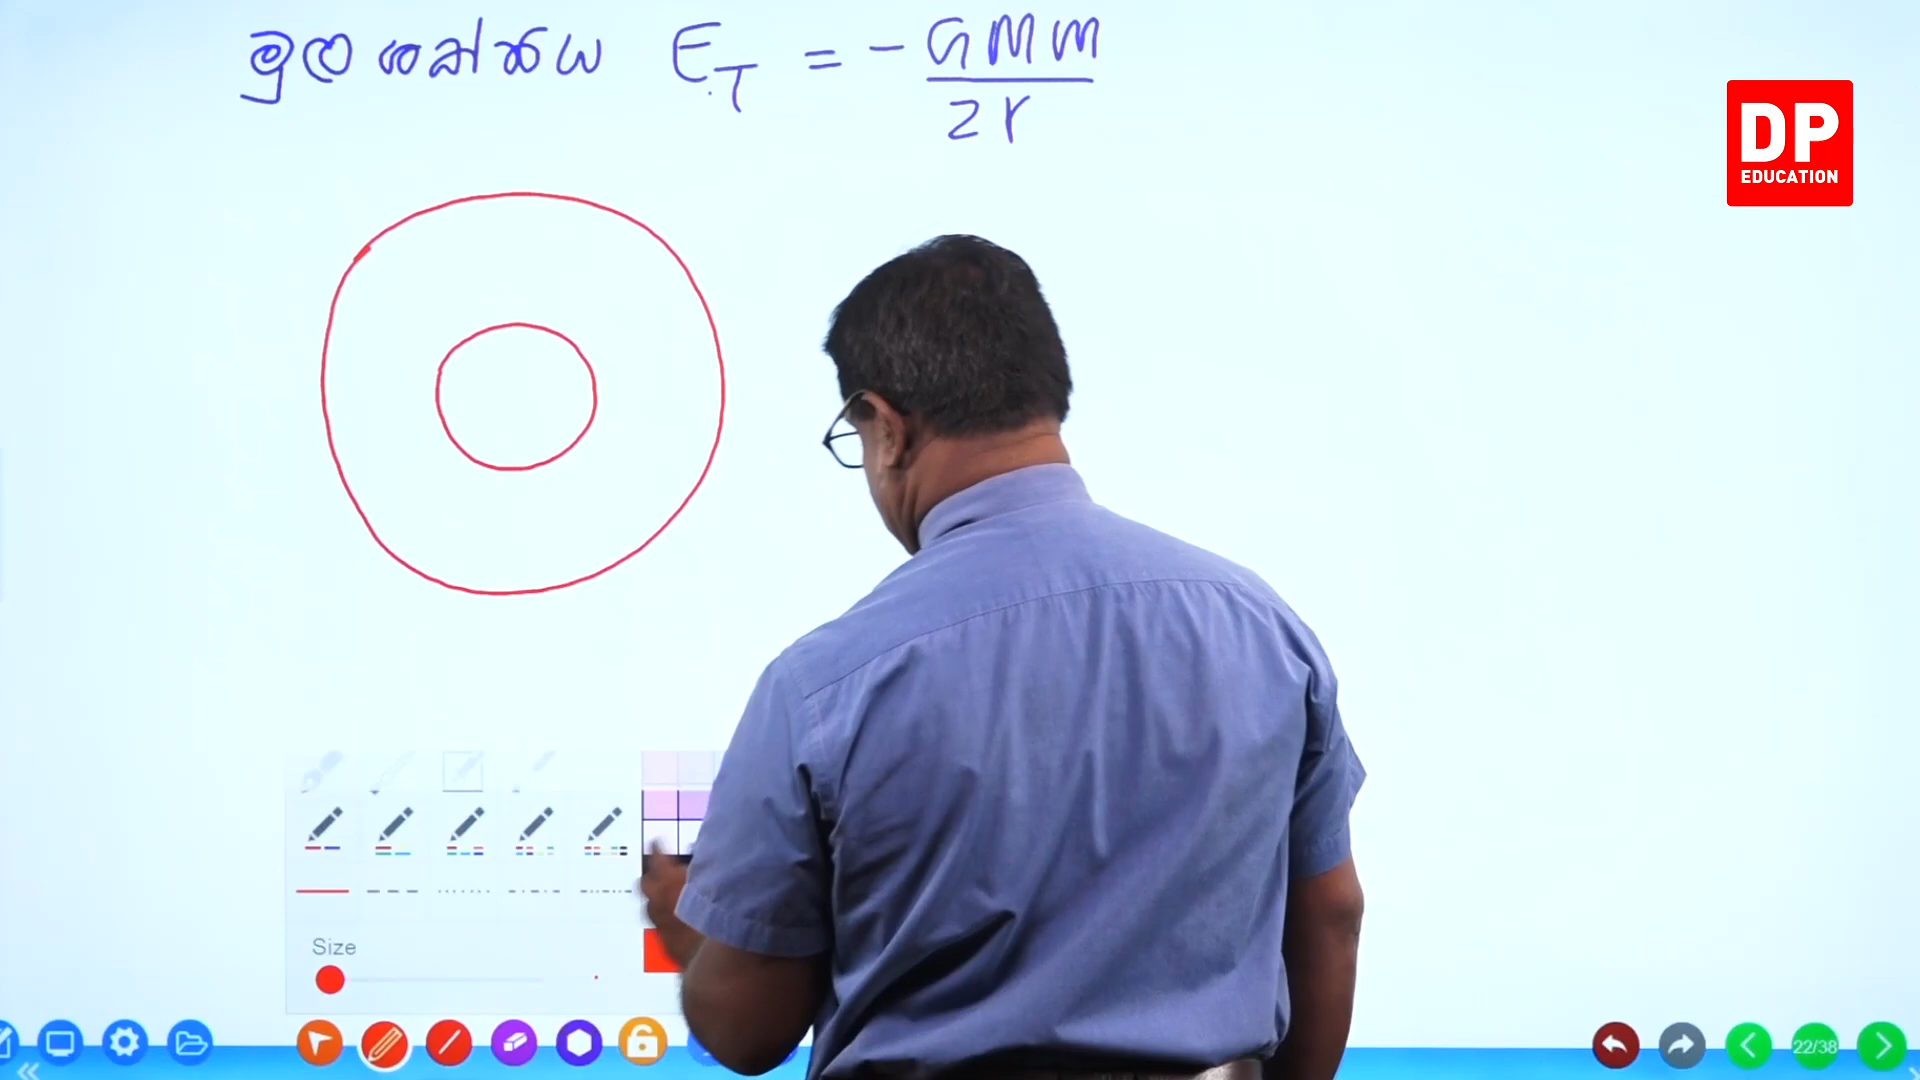 මුල ශක්තිය E_T = - GMm / 2r
DP
EDUCATION
Size
22/38